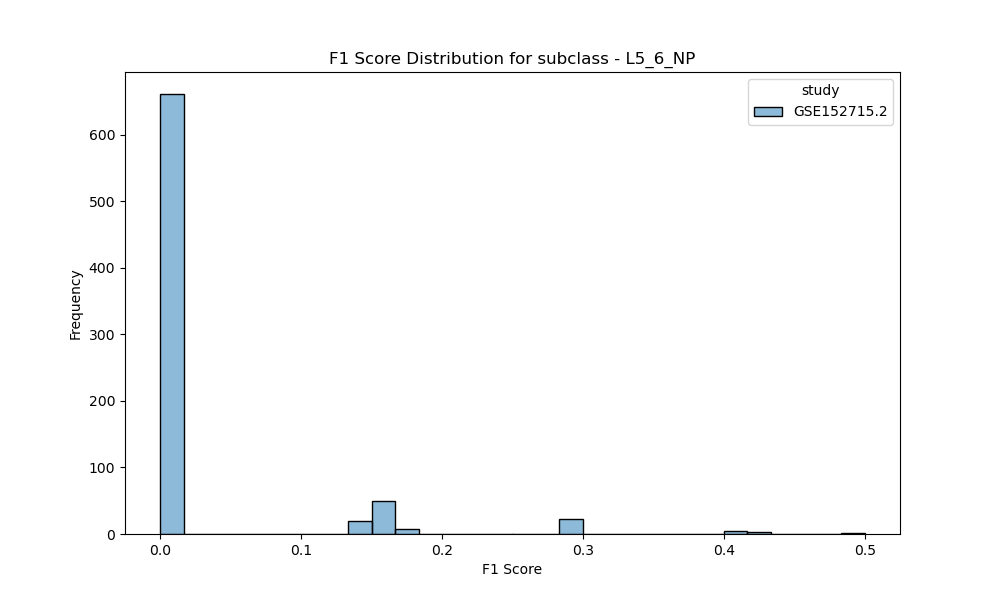 F1 Score Distribution for subclass - L5_6_NP
study
GSE152715.2
600
500
400
300
200
100
0
Frequency
0.0 0.1 0.2 0.3 0.4 0.5
F1 Score